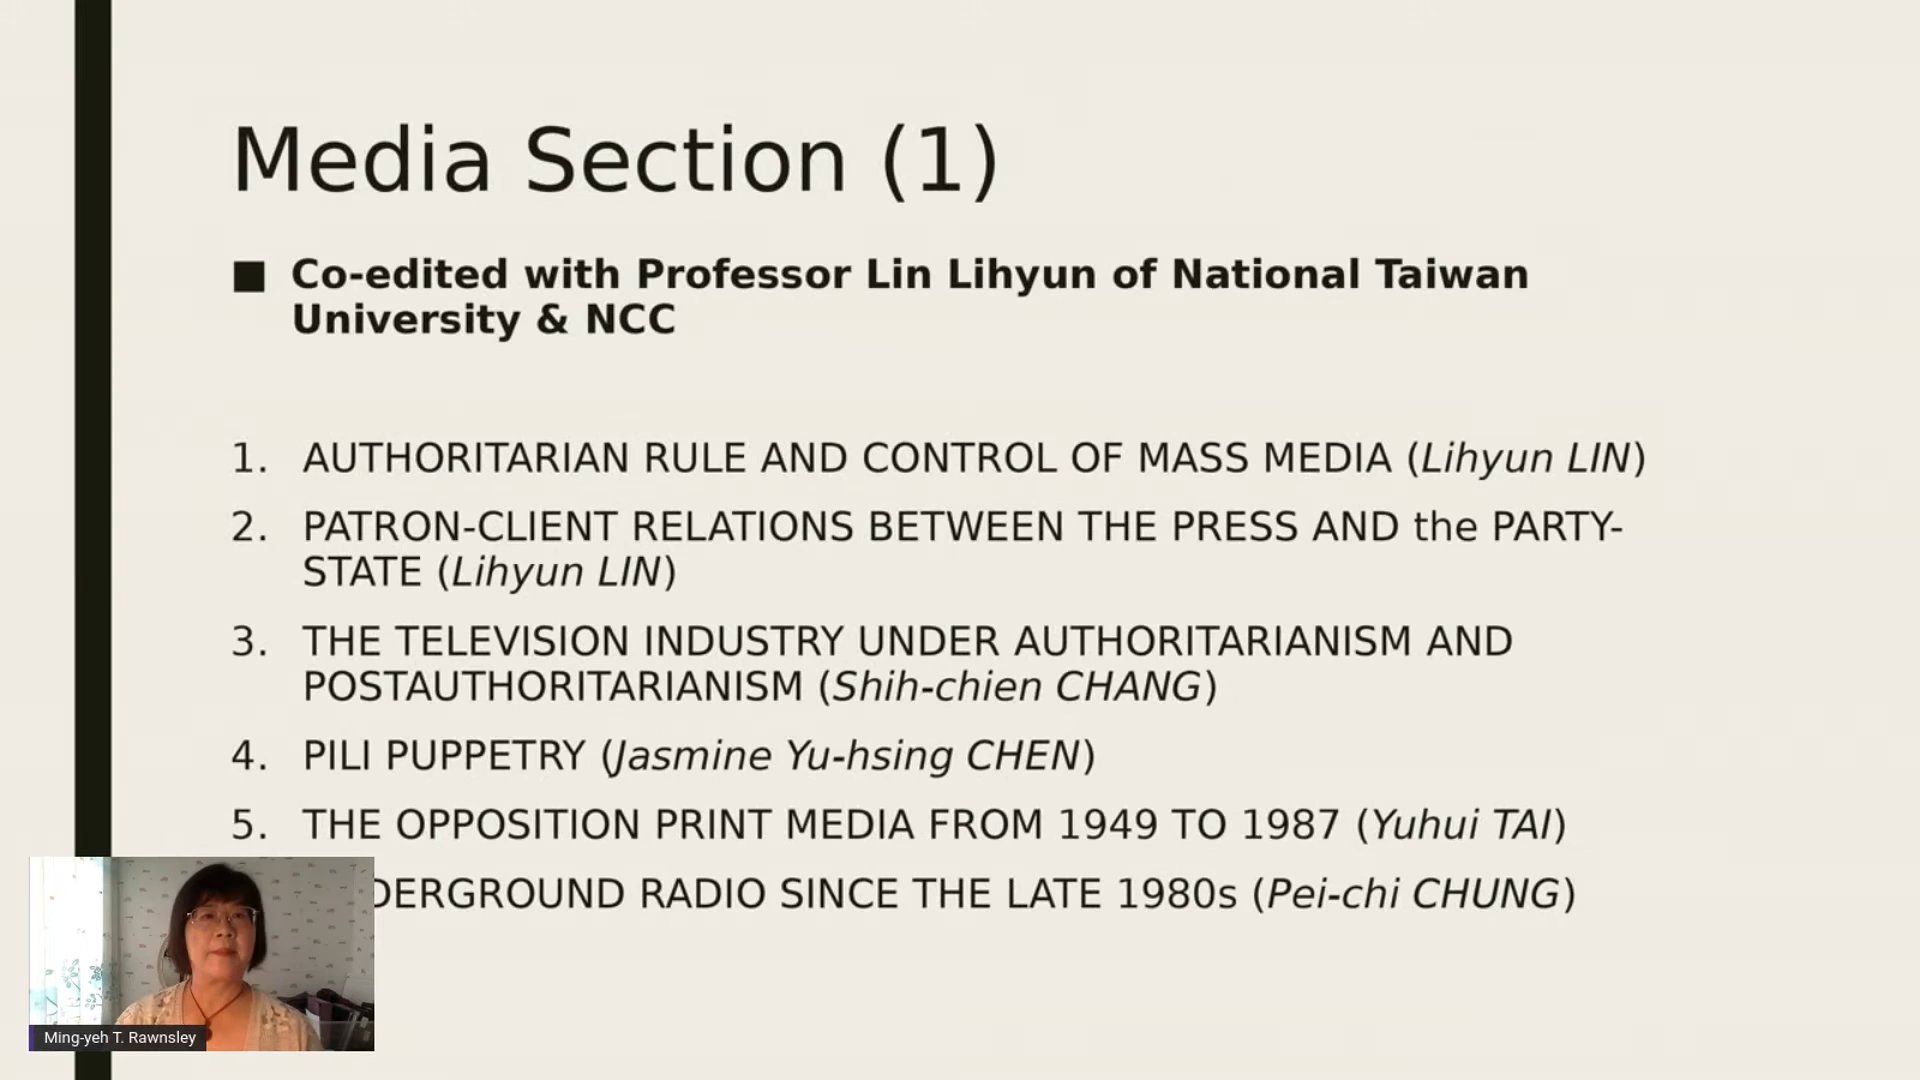 Media Section (1)
■ Co-edited with Professor Lin Lihyun of National Taiwan
University & NCC
1. AUTHORITARIAN RULE AND CONTROL OF MASS MEDIA (Lihyun LIN)
2. PATRON-CLIENT RELATIONS BETWEEN THE PRESS AND the PARTY-
STATE (Lihyun LIN)
3. THE TELEVISION INDUSTRY UNDER AUTHORITARIANISM AND
POSTAUTHORITARIANISM (Shih-chien CHANG)
4. PILI PUPPETRY (Jasmine Yu-hsing CHEN)
5. THE OPPOSITION PRINT MEDIA FROM 1949 TO 1987 (Yuhui TAI)
DERGROUND RADIO SINCE THE LATE 1980s (Pei-chi CHUNG)
Ming-yeh T. Rawnsley